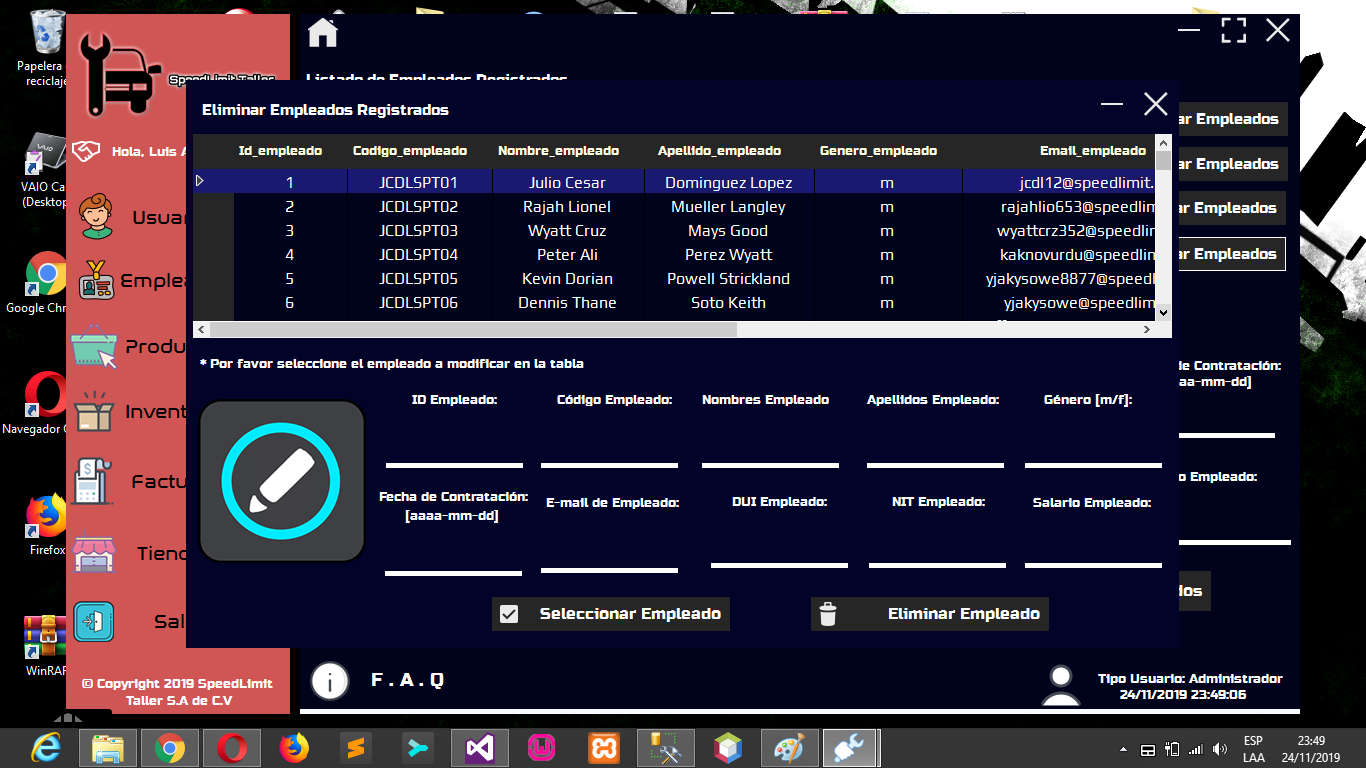 Papelera
reciclaje
VAIO Ca
(Desktop
Google Chr
Navegador
Firefox
WinRAR
SpeedLimit Taller
Hola, Luis A
Usuar
Emplea
Produ
Invent
Factu
Tiend
Sal
© Copyright 2019 SpeedLimit
Taller S.A de C.V
Listado de Empleados Registrados
Eliminar Empleados Registrados
Id_empleado Codigo_empleado Nombre_empleado Apellido_empleado Genero_empleado Email_empleado
1 JCDLSPT01 Julio Cesar Dominguez Lopez m jcdl12@speedlimit.
2 JCDLSPT02 Rajah Lionel Mueller Langley m rajahlio653@speedlim
3 JCDLSPT03 Wyatt Cruz Mays Good m wyattcrz352@speedlin
4 JCDLSPT04 Peter Ali Perez Wyatt m kaknovurdu@speedlin
5 JCDLSPT05 Kevin Dorian Powell Strickland m yjakysowe8877@speedl
6 JCDLSPT06 Dennis Thane Soto Keith m yjakysowe@speedlim
* Por favor seleccione el empleado a modificar en la tabla
ID Empleado: Código Empleado: Nombres Empleado Apellidos Empleado: Género [m/f]:
Fecha de Contratación:
[aaaa-mm-dd]
E-mail de Empleado: DUI Empleado: NIT Empleado: Salario Empleado:
Seleccionar Empleado Eliminar Empleado
ar Empleados
ar Empleados
ar Empleados
ar Empleados
de Contratación:
aa-mm-dd]
o Empleado:
dos
F . A . Q
Tipo Usuario: Administrador
24/11/2019 23:49:06
ESP
LAA
23:49
24/11/2019